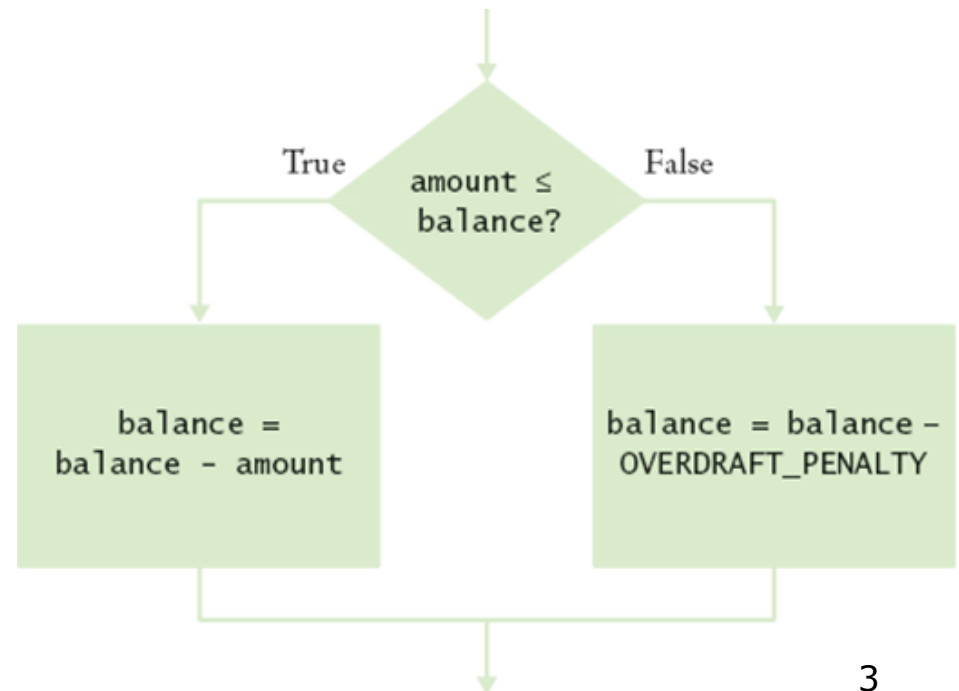 True
False
amount ≤
balance?
balance =
balance - amount
balance = balance –
OVERDRAFT_PENALTY
3